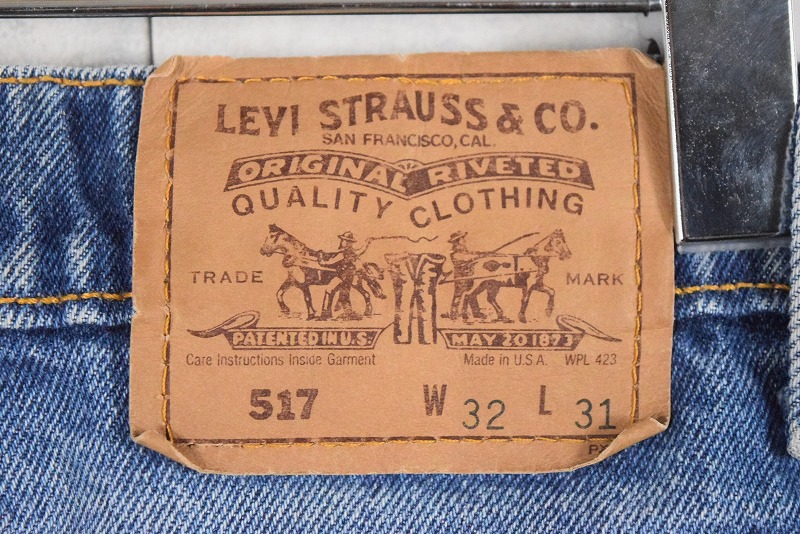 LEVI STRAUSS & CO.
SAN FRANCISCO, CAL.
ORIGINAL RIVETED
QUALITY CLOTHING
TRADE MARK
PATENTED IN U.S. MAY 20 1873
Care Instructions Inside Garment Made in U.S.A. WPL 423
517 W 32 L 31